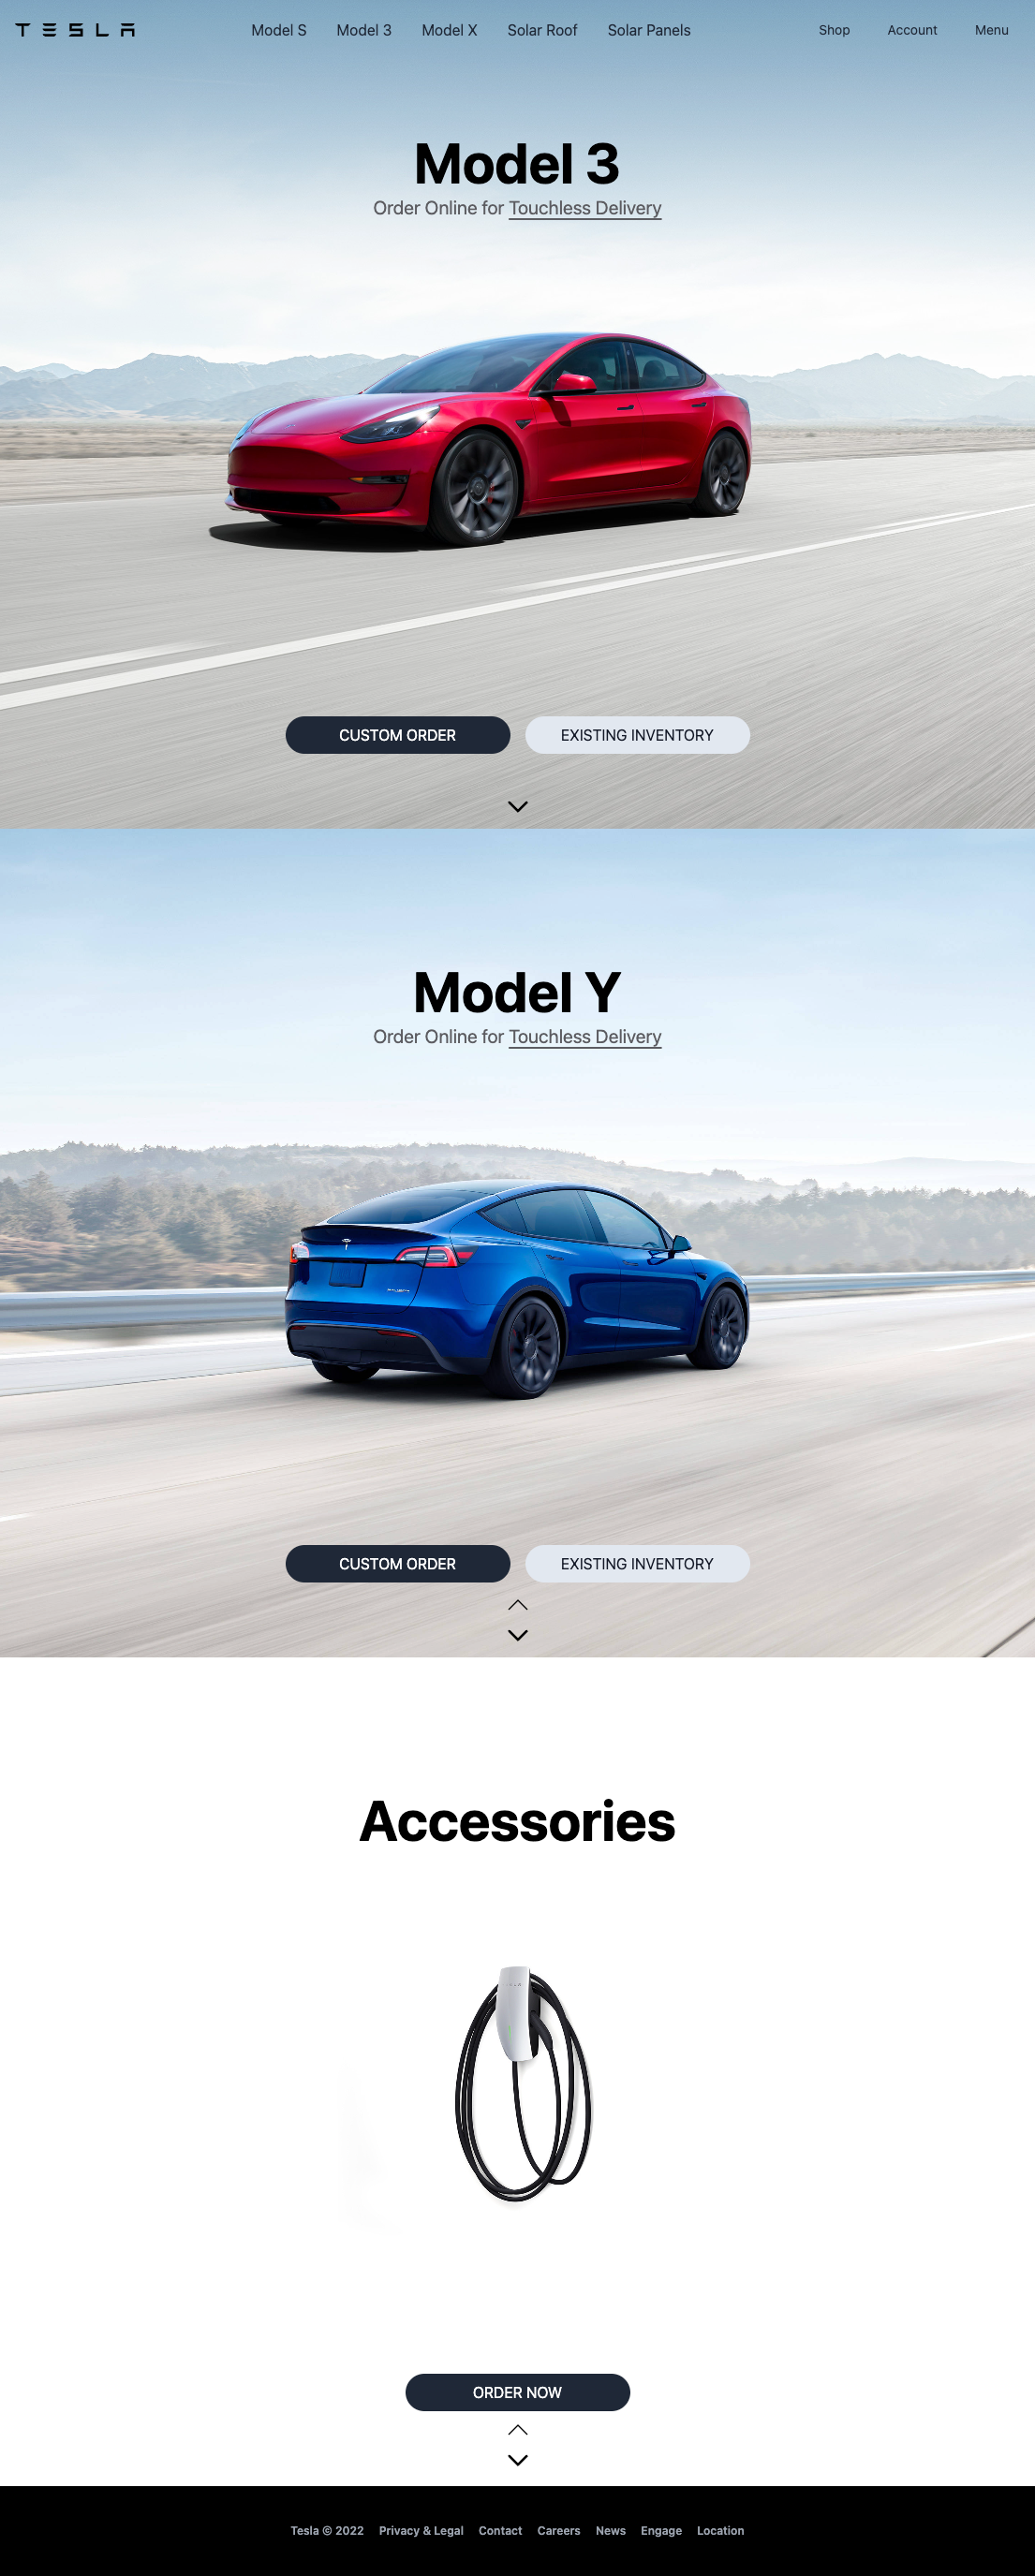 TESLA Model S Model 3 Model X Solar Roof Solar Panels Shop Account Menu
Model 3
Order Online for Touchless Delivery
CUSTOM ORDER EXISTING INVENTORY
Model Y
Order Online for Touchless Delivery
CUSTOM ORDER EXISTING INVENTORY
Accessories
ORDER NOW
Tesla © 2022 Privacy & Legal Contact Careers News Engage Location